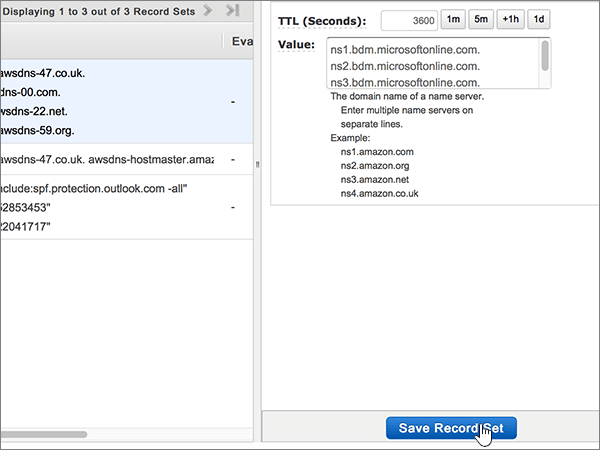 Displaying 1 to 3 out of 3 Record Sets
Eva
awsdns-47.co.uk.
dns-00.com.
awsdns-22.net.
awsdns-59.org.
-
awsdns-47.co.uk. awsdns-hostmaster.amaz
-
nclude:spf.protection.outlook.com -all"
52853453"
22041717"
-
TTL (Seconds): 3600 1m 5m +1h 1d
Value:
ns1.bdm.microsoftonline.com.
ns2.bdm.microsoftonline.com.
ns3.bdm.microsoftonline.com.
The domain name of a name server.
Enter multiple name servers on
separate lines.
Example:
ns1.amazon.com
ns2.amazon.org
ns3.amazon.net
ns4.amazon.co.uk
Save Record Set